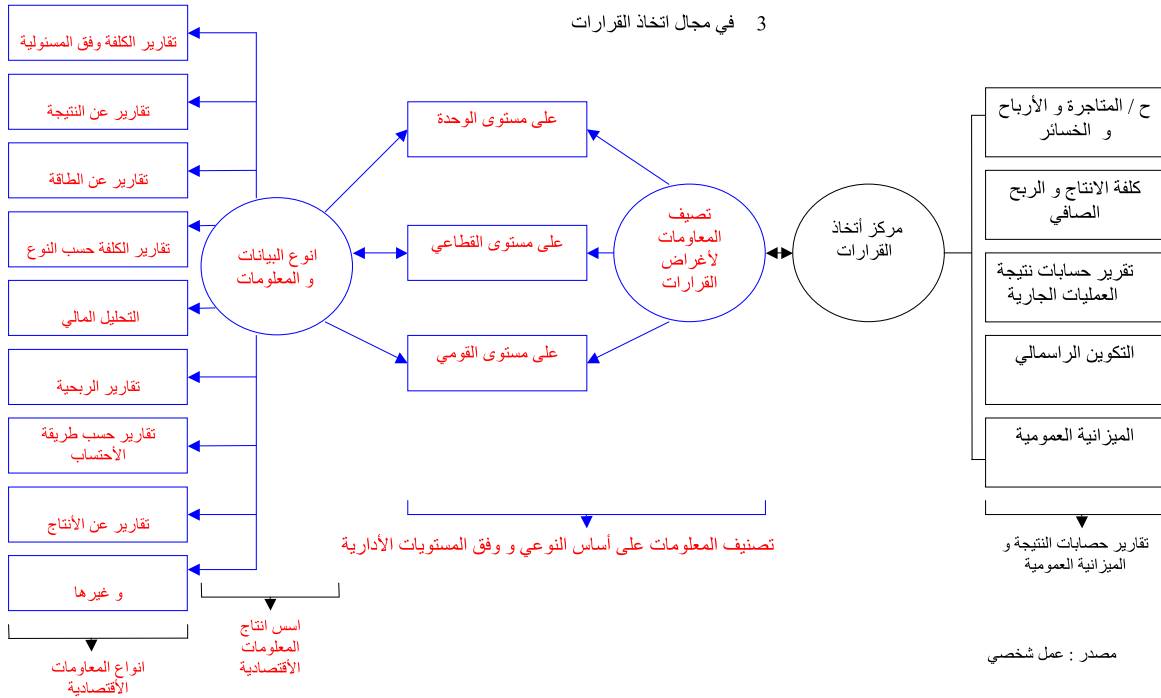 3 في مجال اتخاذ القرارات
ح / المتاجرة و الأرباح
و الخسائر
كلفة الانتاج و الربح
الصافي
تقرير حسابات نتيجة
العمليات الجارية
التكوين الراسمالي
الميزانية العمومية
تقارير حصابات النتيجة و
الميزانية العمومية
مركز أتخاذ
القرارات
تصيف
المعاومات
لأغراض
القرارات
على مستوى الوحدة
على مستوى القطاعي
على مستوى القومي
تصنيف المعلومات على أساس النوعي و وفق المستويات الأدارية
انوع البيانات
و المعلومات
اسس انتاج
المعلومات
الأقتصادية
تقارير الكلفة وفق المسئولية
تقارير عن النتيجة
تقارير عن الطاقة
تقارير الكلفة حسب النوع
التحليل المالي
تقارير الربحية
تقارير حسب طريقة
الأحتساب
تقارير عن الأنتاج
و غيرها
انواع المعاومات
الأقتصادية
مصدر : عمل شخصي